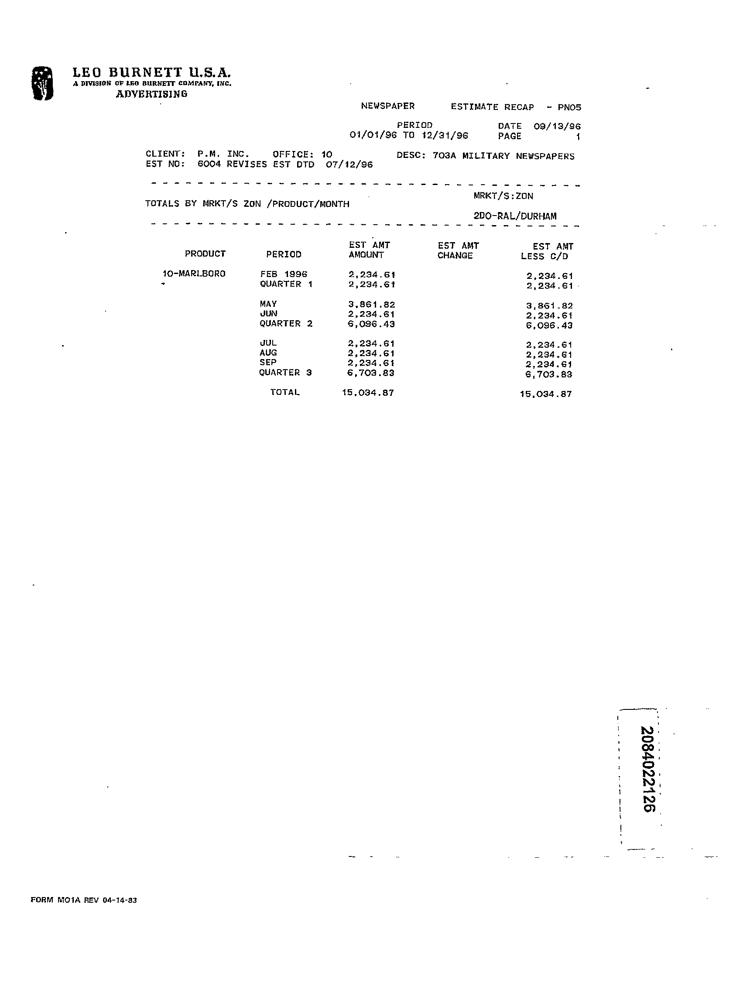 LEO BURNETT U.S.A.
A DIVISION OF LEO BURNETT COMPANY, INC.
ADVERTISING
NEWSPAPER ESTIMATE RECAP - PN05
PERIOD DATE 09/13/96
01/01/96 TO 12/31/96 PAGE 1
CLIENT: P.M. INC. OFFICE: 10 DESC: 703A MILITARY NEWSPAPERS
EST NO: 6004 REVISES EST DTD 07/12/96
MRKT/S:ZON
TOTALS BY MRKT/S ZON /PRODUCT/MONTH
2DO-RAL/DURHAM
EST AMT EST AMT EST AMT
PRODUCT PERIOD AMOUNT CHANGE LESS C/D
10-MARLBORO FEB 1996 2,234.61 2,234.61
QUARTER 1 2,234.61 2,234.61
MAY 3,861.82 3,861.82
JUN 2,234.61 2,234.61
QUARTER 2 6,096.43 6,096.43
JUL 2,234.61 2,234.61
AUG 2,234.61 2,234.61
SEP 2,234.61 2,234.61
QUARTER 3 6,703.83 6,703.83
TOTAL 15,034.87 15,034.87
2084022126
FORM MO1A REV 04-14-83